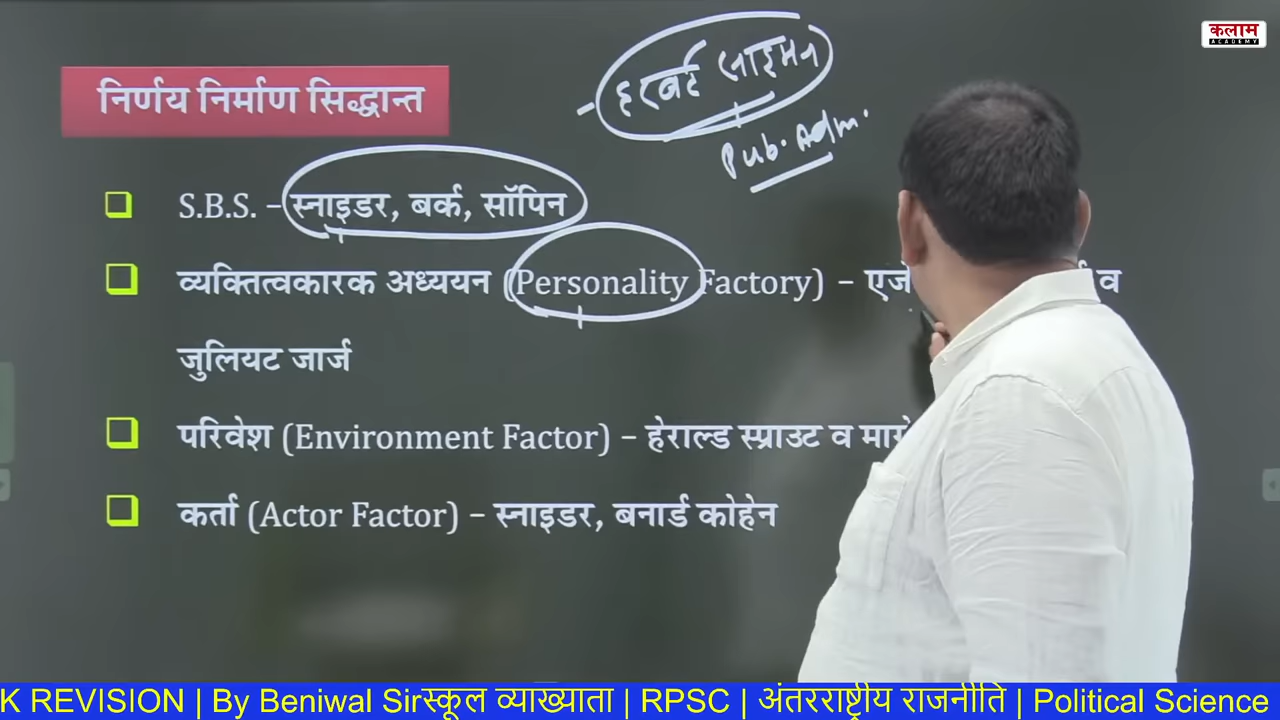 कलाम
ACADEMY
हरबर्ट साइमन
Pub. Adm.
निर्णय निर्माण सिद्धान्त
S.B.S. – स्नाइडर, बर्क, सॉपिन
व्यक्तित्वकारक अध्ययन (Personality Factory) – व
जुलियट जार्ज
परिवेश (Environment Factor) – हेराल्ड स्प्राउट व
कर्ता (Actor Factor) – स्नाइडर, बनार्ड कोहेन
K REVISION | By Beniwal Sirस्कूल व्याख्याता | RPSC | अंतरराष्ट्रीय राजनीति | Political Science